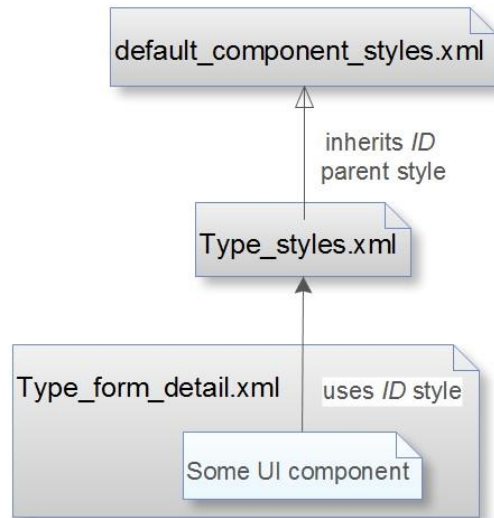 default_component_styles.xml
inherits ID
parent style
Type_styles.xml
Type_form_detail.xml
uses ID style
Some UI component